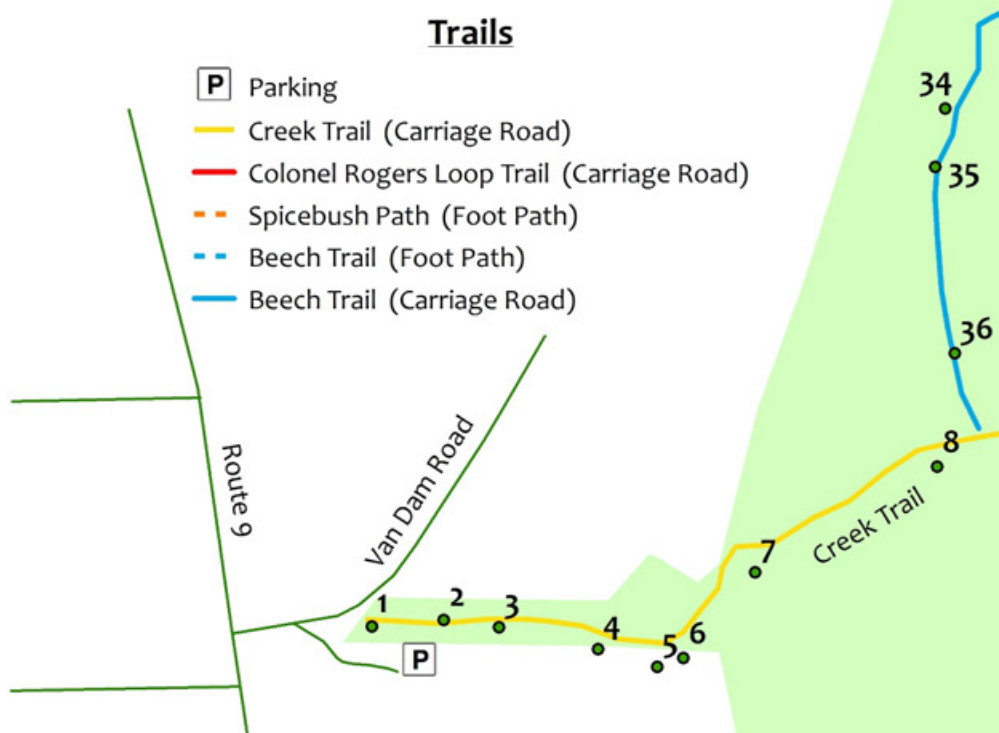 Trails
P Parking
Creek Trail (Carriage Road)
Colonel Rogers Loop Trail (Carriage Road)
Spicebush Path (Foot Path)
Beech Trail (Foot Path)
Beech Trail (Carriage Road)
34
35
36
8
Route 9
Van Dam Road
Creek Trail
7
1
2
3
4
5
6
P